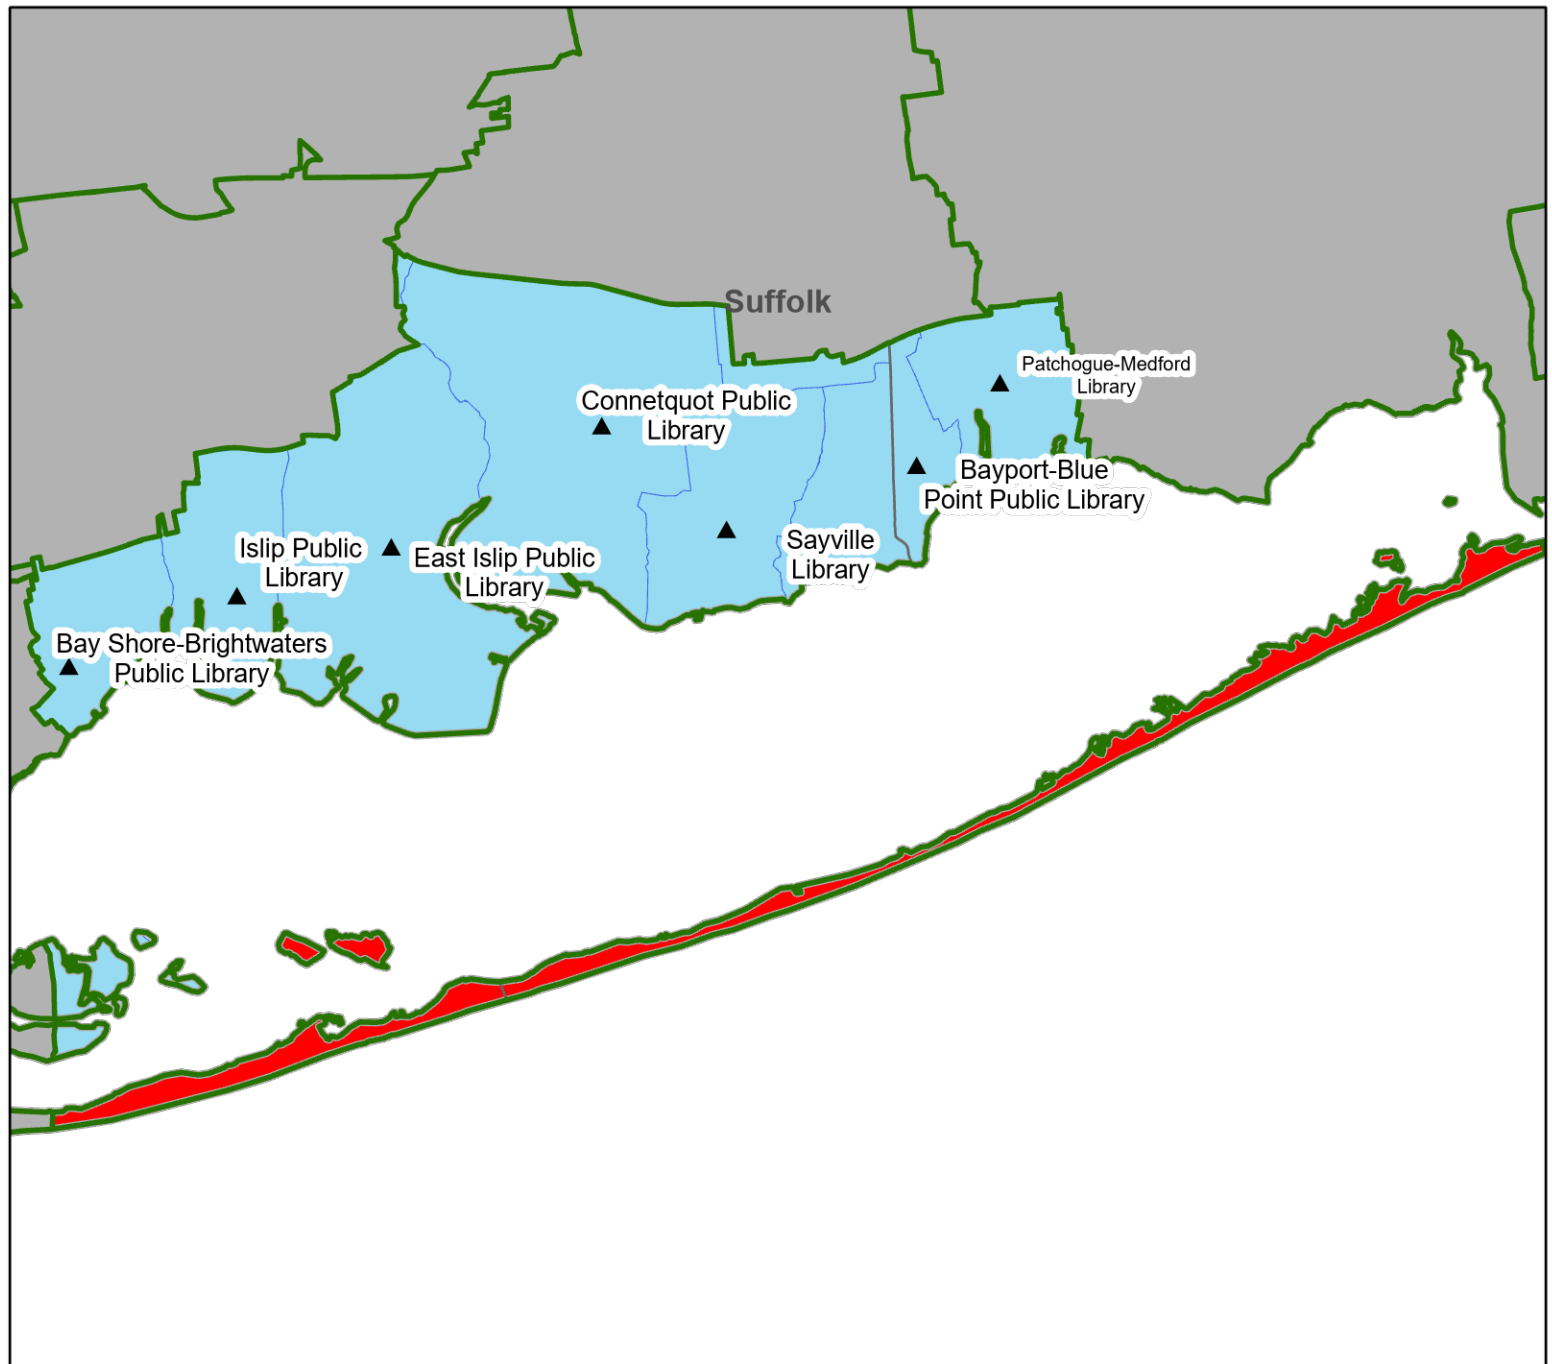 Suffolk
Patchogue-Medford
Library
Connetquot Public
Library
Bayport-Blue
Point Public Library
Sayville
Library
Islip Public
Library
East Islip Public
Library
Bay Shore-Brightwaters
Public Library